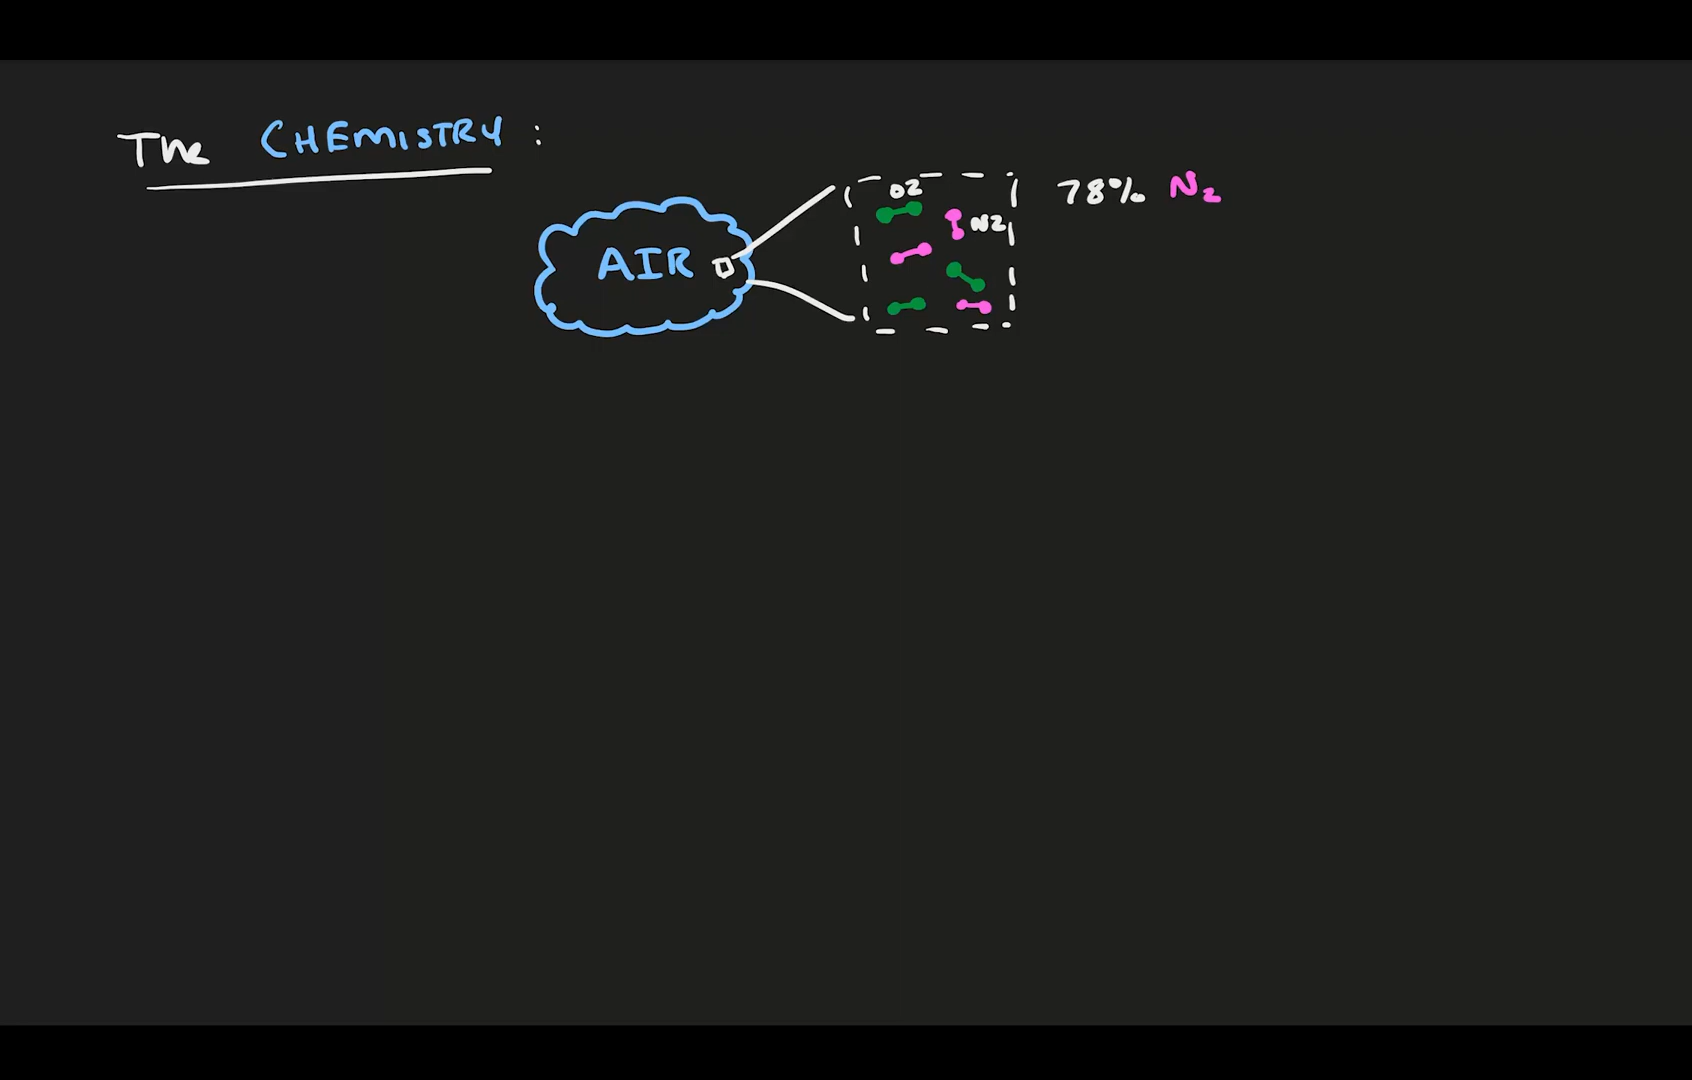 The CHEMISTRY:
O2
78% N2
N2
AIR